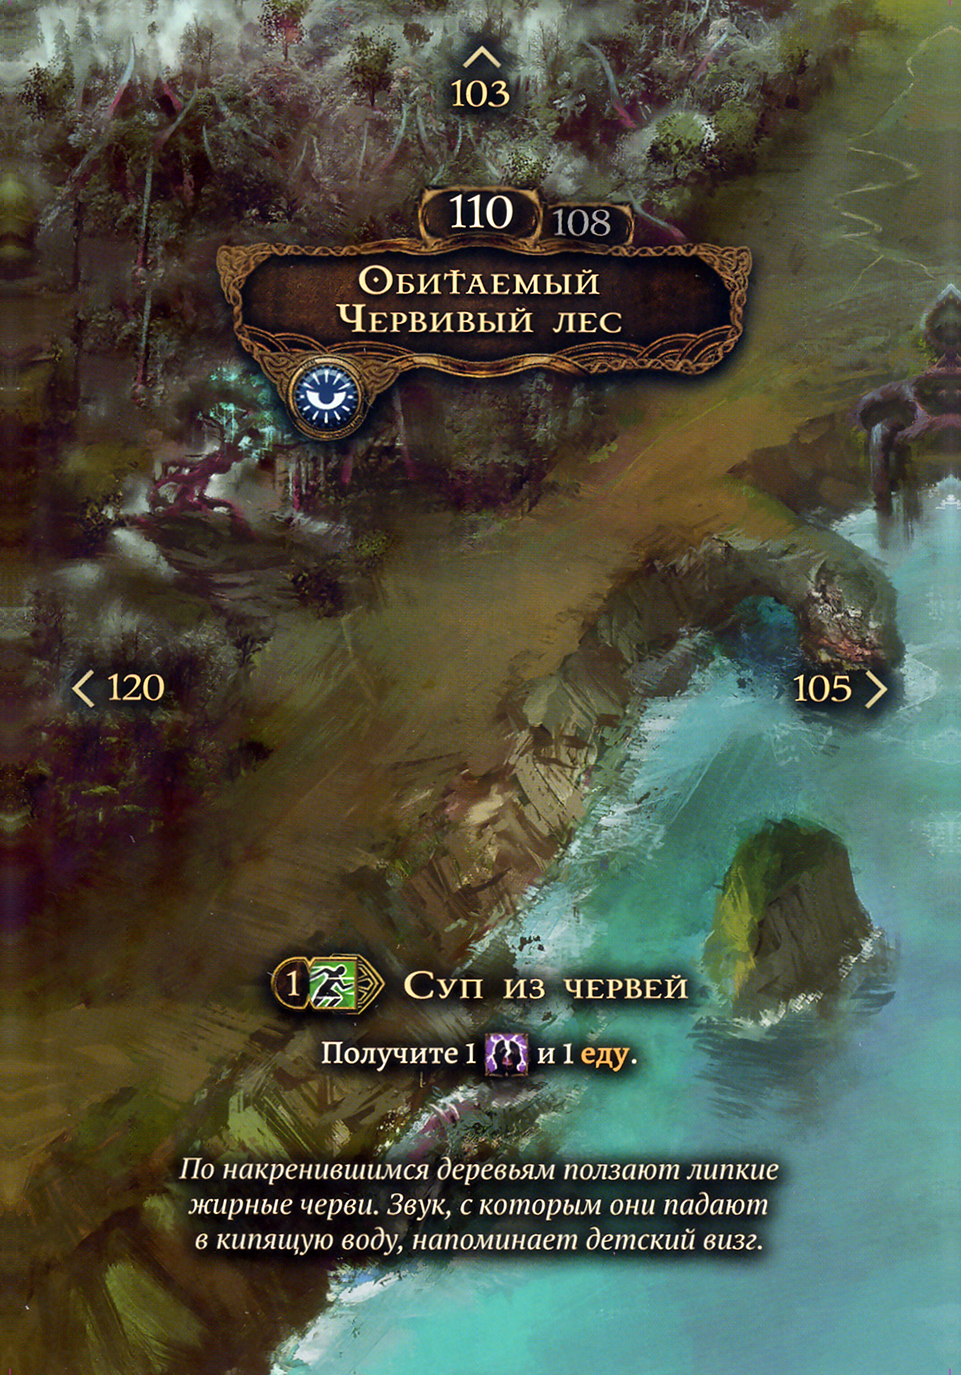 103
110 108
Обитаемый
Червивый лес
120
105
1 Суп из червей
Получите 1 и 1 еду.
По накренившимся деревьям ползают липкие
жирные черви. Звук, с которым они падают
в кипящую воду, напоминает детский визг.